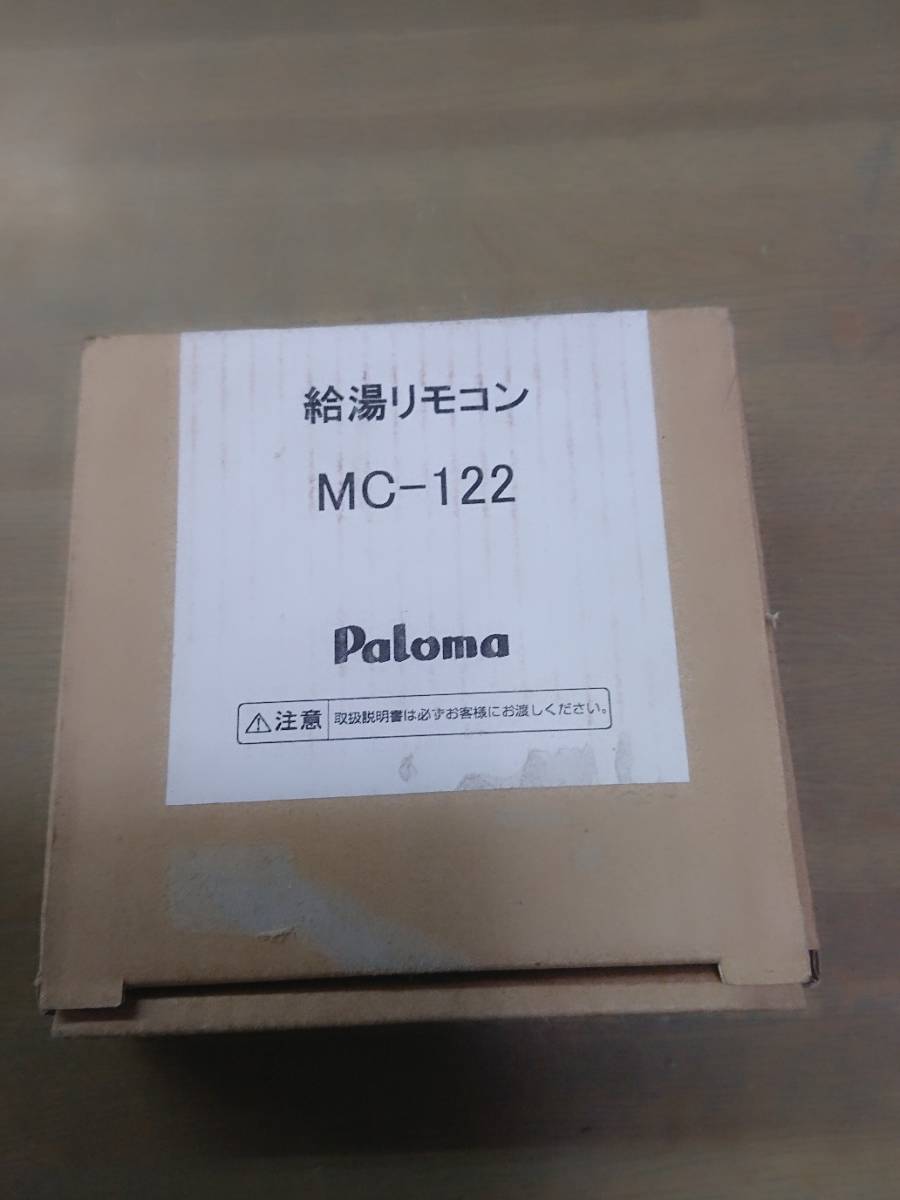 給湯リモコン
MC-122
Paloma
⚠注意 取扱説明書は必ずお客様にお渡しください。